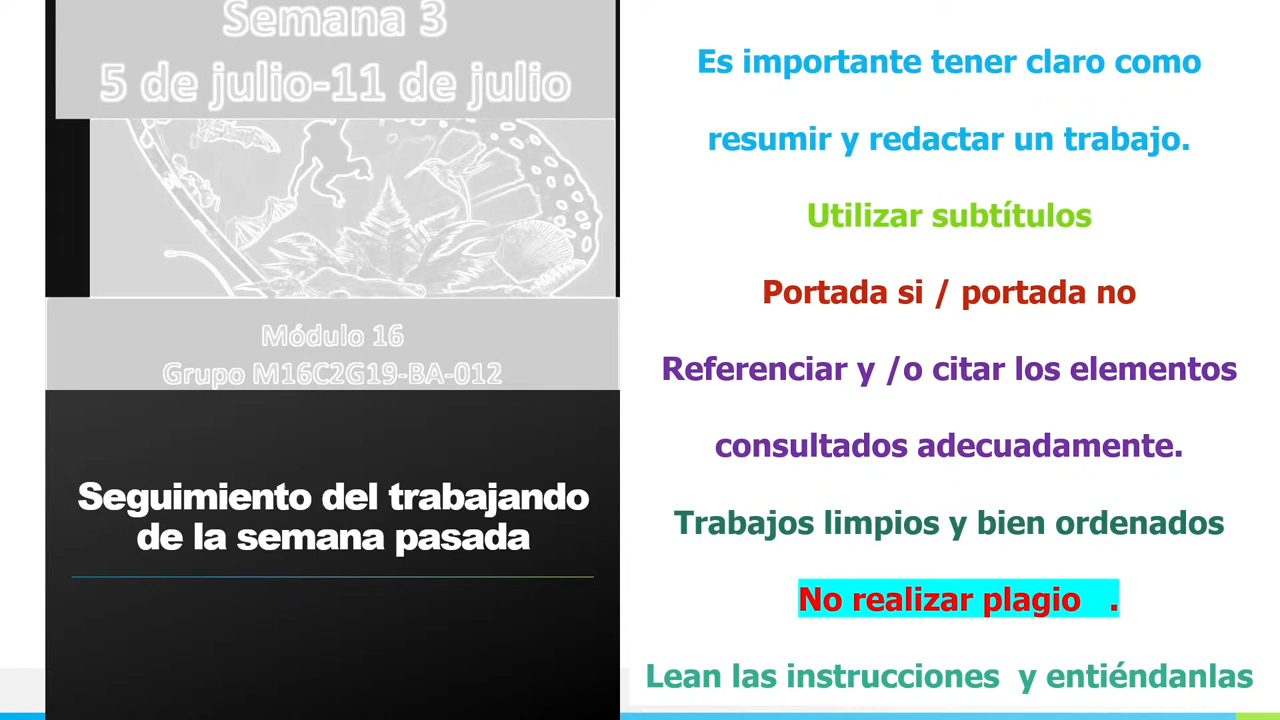 Semana 3
5 de julio-11 de julio
Módulo 16
Grupo M16C2G19-BA-012
Seguimiento del trabajando
de la semana pasada
Es importante tener claro como
resumir y redactar un trabajo.
Utilizar subtítulos
Portada si / portada no
Referenciar y /o citar los elementos
consultados adecuadamente.
Trabajos limpios y bien ordenados
No realizar plagio .
Lean las instrucciones y entiéndanlas